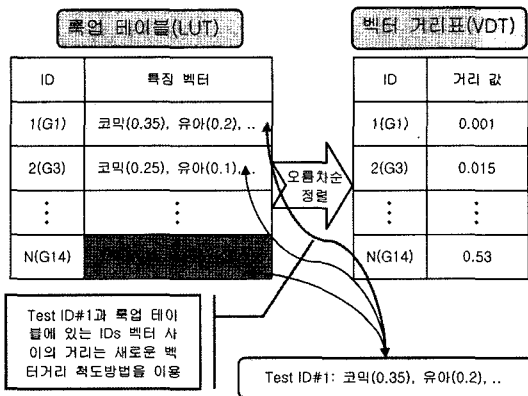 룩업 테이블(LUT)
벡터 거리표(VDT)
ID 특징 벡터
1(G1) 코믹(0.35), 유아(0.2), ..
2(G3) 코믹(0.25), 유아(0.1), ..
⋮ ⋮
N(G14)
오름차순
정렬
ID 거리 값
1(G1) 0.001
2(G3) 0.015
⋮ ⋮
N(G14) 0.53
Test ID#1과 룩업 테이
블에 있는 IDs 벡터 사
이의 거리는 새로운 벡
터거리 척도방법을 이용
Test ID#1: 코믹(0.35), 유아(0.2), ..